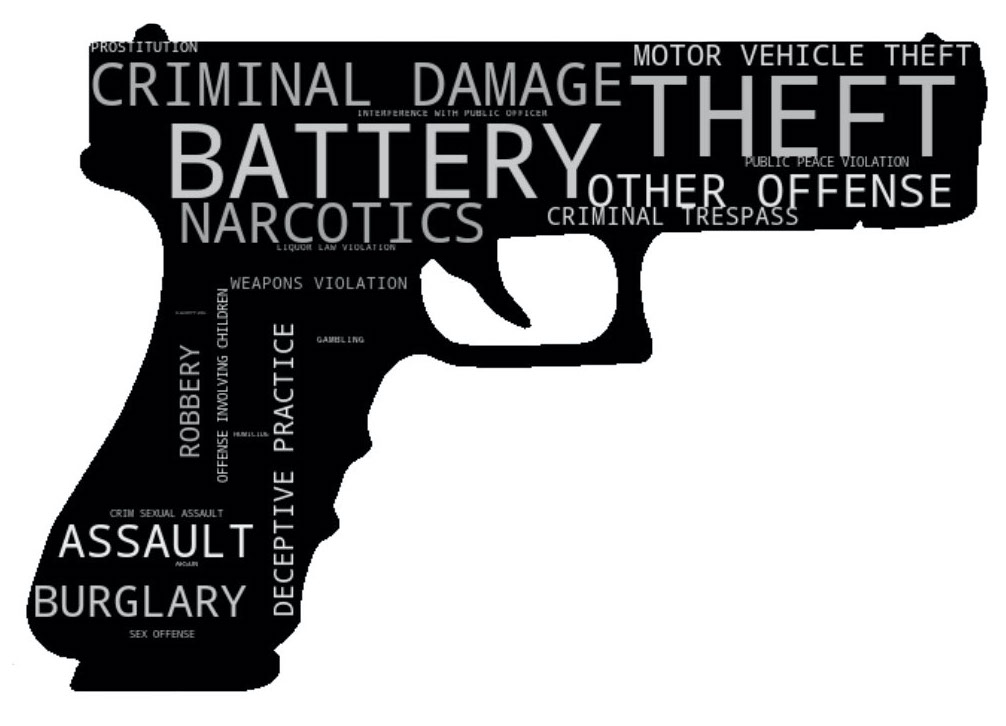 PROSTITUTION
MOTOR VEHICLE THEFT
CRIMINAL DAMAGE
THEFT
INTERFERENCE WITH PUBLIC OFFICER
BATTERY
PUBLIC PEACE VIOLATION
OTHER OFFENSE
NARCOTICS
CRIMINAL TRESPASS
LIQUOR LAW VIOLATION
WEAPONS VIOLATION
OFFENSE INVOLVING CHILDREN
ROBBERY
DECEPTIVE PRACTICE
GAMBLING
HOMICIDE
CRIM SEXUAL ASSAULT
ASSAULT
ARSON
BURGLARY
SEX OFFENSE